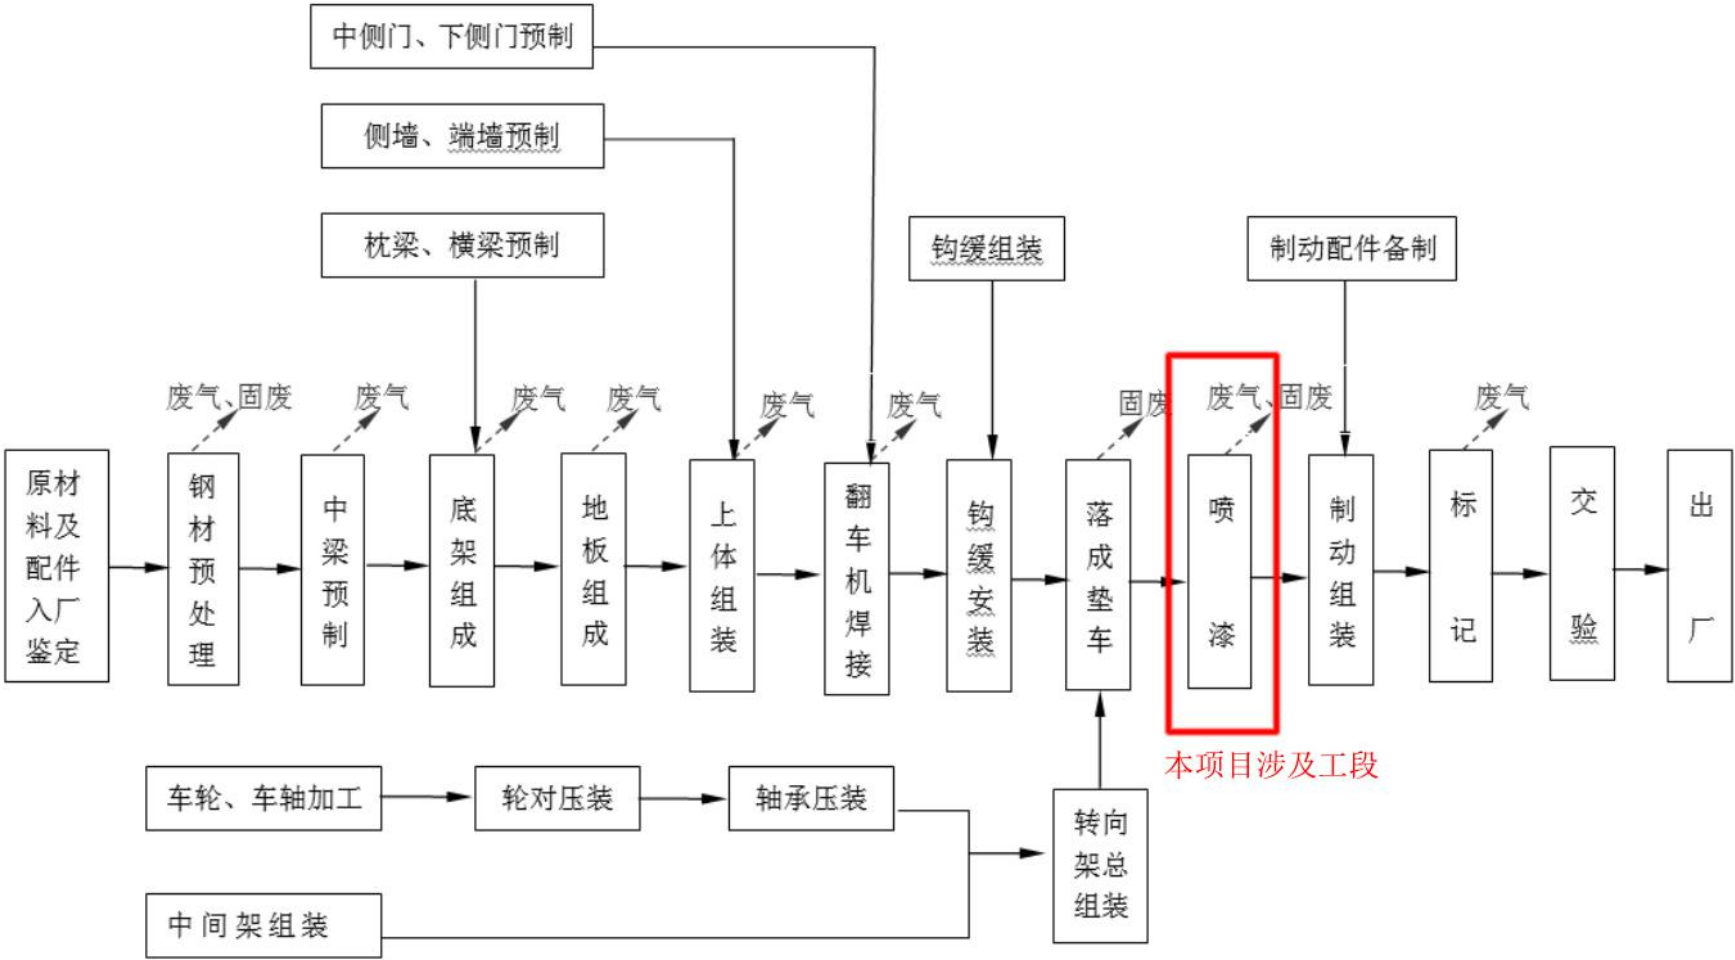 中侧门、下侧门预制
侧墙、端墙预制
枕梁、横梁预制
钩缓组装
制动配件备制
废气、固废
废气
废气
废气
废气
废气
固废
废气、固废
废气
原材
料及
配件
入厂
鉴定
钢材预处理
中梁预制
底架组成
地板组成
上体组装
翻车机焊接
钩缓安装
落成垫车
喷漆
制动组装
标记
交验
出厂
本项目涉及工段
车轮、车轴加工
轮对压装
轴承压装
转向
架总
组装
中间架组装